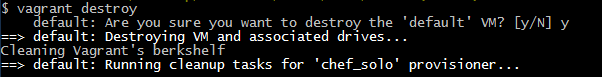 $ vagrant destroy
default: Are you sure you want to destroy the 'default' VM? [y/N] y
==> default: Destroying VM and associated drives...
Cleaning Vagrant's berkshelf
==> default: Running cleanup tasks for 'chef_solo' provisioner...